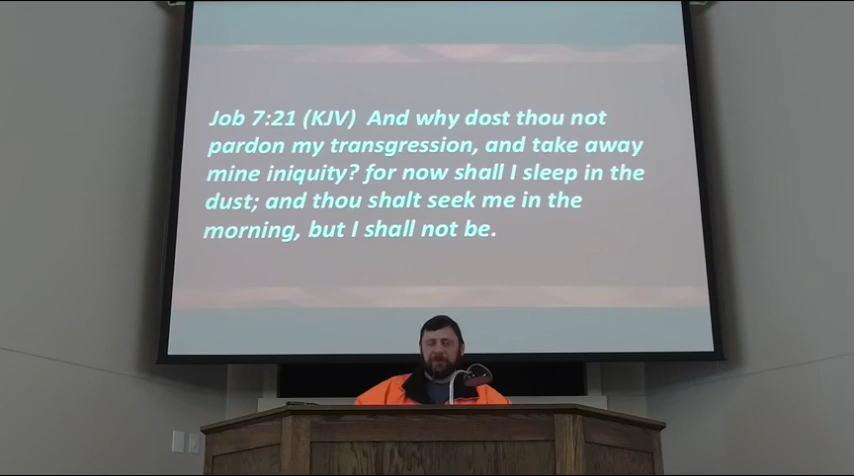 Job 7:21 (KJV)  And why dost thou not
pardon my transgression, and take away
mine iniquity? for now shall I sleep in the
dust; and thou shalt seek me in the
morning, but I shall not be.